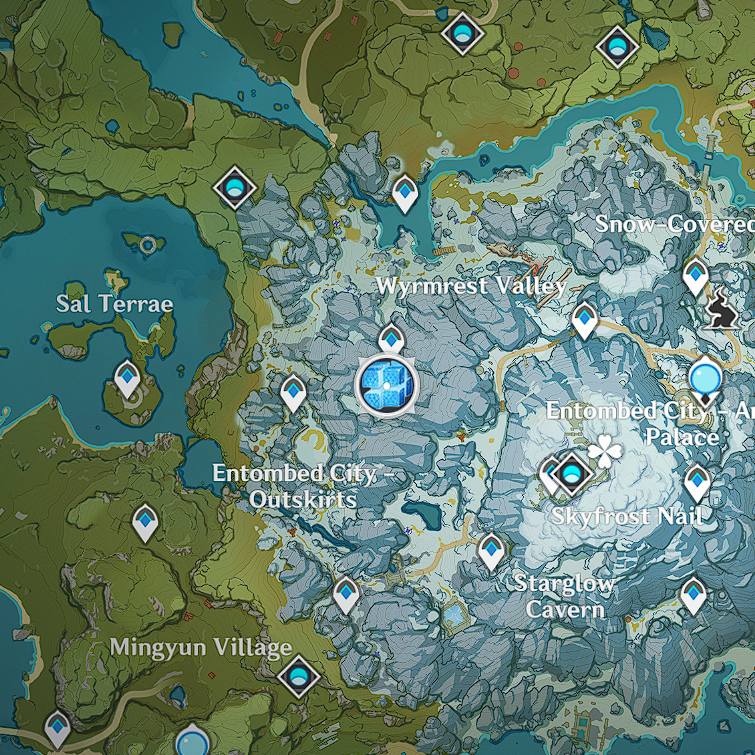 Snow-Covered
Wyrmrest Valley
Sal Terrae
Entombed City - A
Palace
Entombed City -
Outskirts
Skyfrost Nail
Starglow
Cavern
Mingyun Village